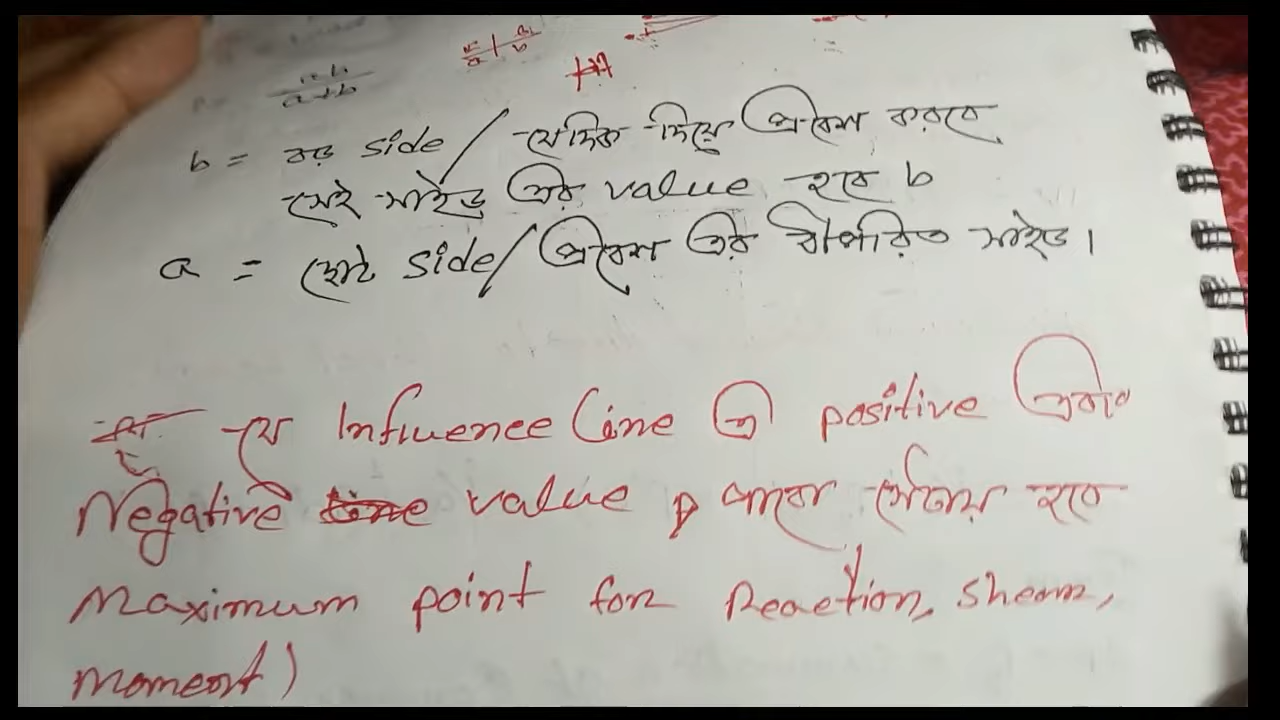 a+b
b = বড় side / যেদিক দিয়ে প্রবেশ করবে
সেই সাইড এর value হবে b
a = ছোট side / প্রবেশ এর বীপরিত সাইড।
যে Influence Line এ positive এবং
Negative value পাবো সেটায় হবে
Maximum point for Reaction, Shear,
Moment)